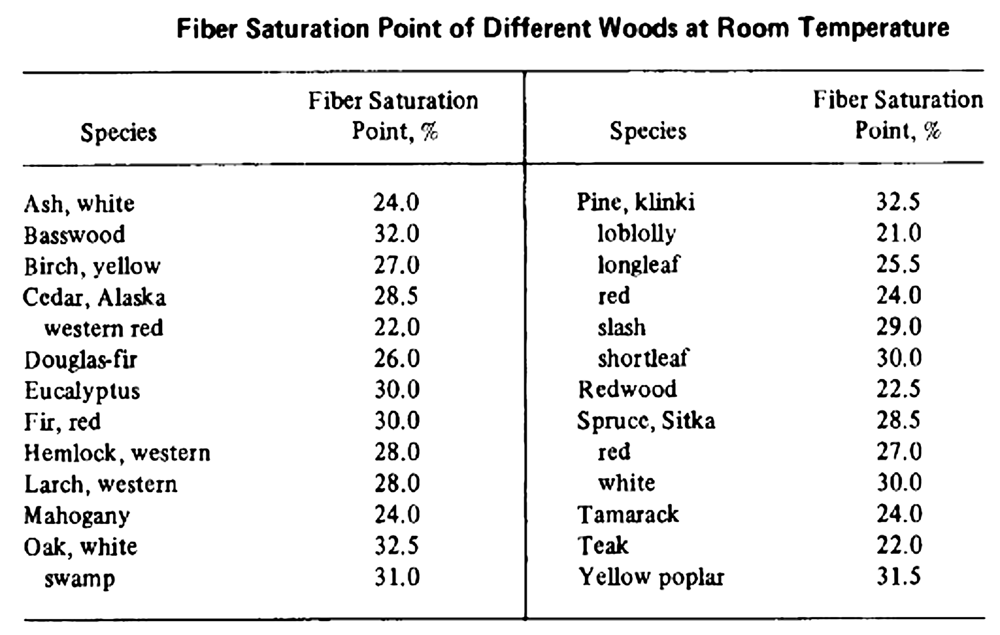 Fiber Saturation Point of Different Woods at Room Temperature
Species Fiber Saturation Point, % Species Fiber Saturation Point, %
Ash, white 24.0 Pine, klinki 32.5
Basswood 32.0 loblolly 21.0
Birch, yellow 27.0 longleaf 25.5
Cedar, Alaska 28.5 red 24.0
western red 22.0 slash 29.0
Douglas-fir 26.0 shortleaf 30.0
Eucalyptus 30.0 Redwood 22.5
Fir, red 30.0 Spruce, Sitka 28.5
Hemlock, western 28.0 red 27.0
Larch, western 28.0 white 30.0
Mahogany 24.0 Tamarack 24.0
Oak, white 32.5 Teak 22.0
swamp 31.0 Yellow poplar 31.5